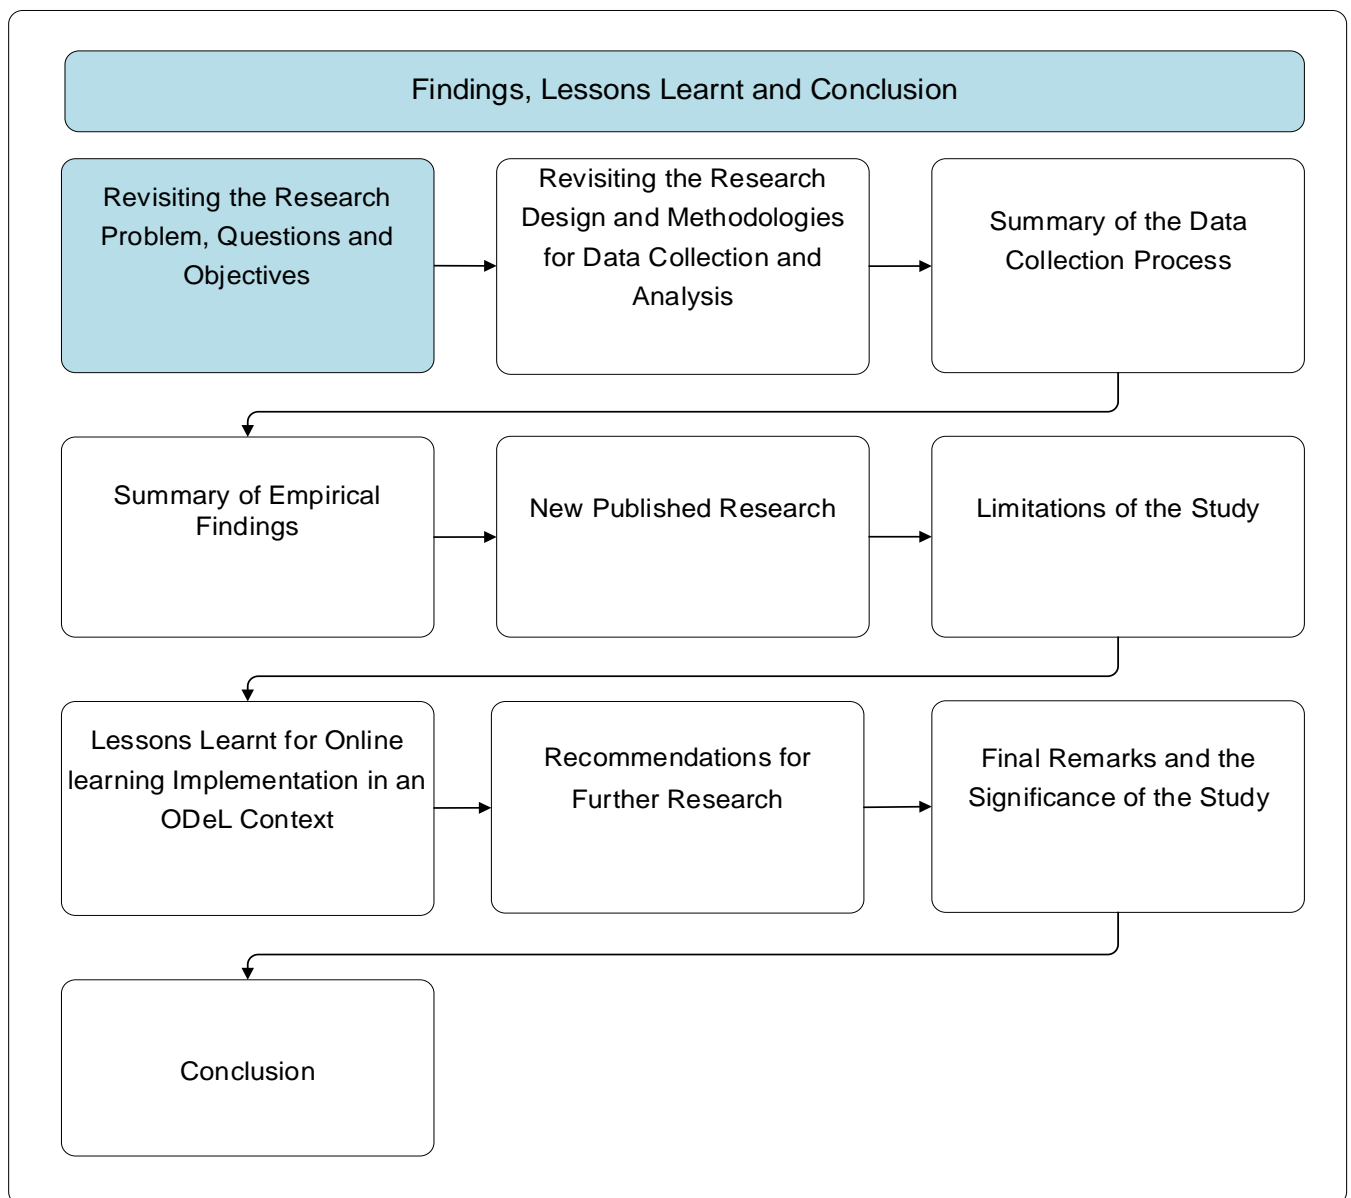 Findings, Lessons Learnt and Conclusion
Revisiting the Research
Problem, Questions and
Objectives
Revisiting the Research
Design and Methodologies
for Data Collection and
Analysis
Summary of the Data
Collection Process
Summary of Empirical
Findings
New Published Research
Limitations of the Study
Lessons Learnt for Online
learning Implementation in an
ODeL Context
Recommendations for
Further Research
Final Remarks and the
Significance of the Study
Conclusion